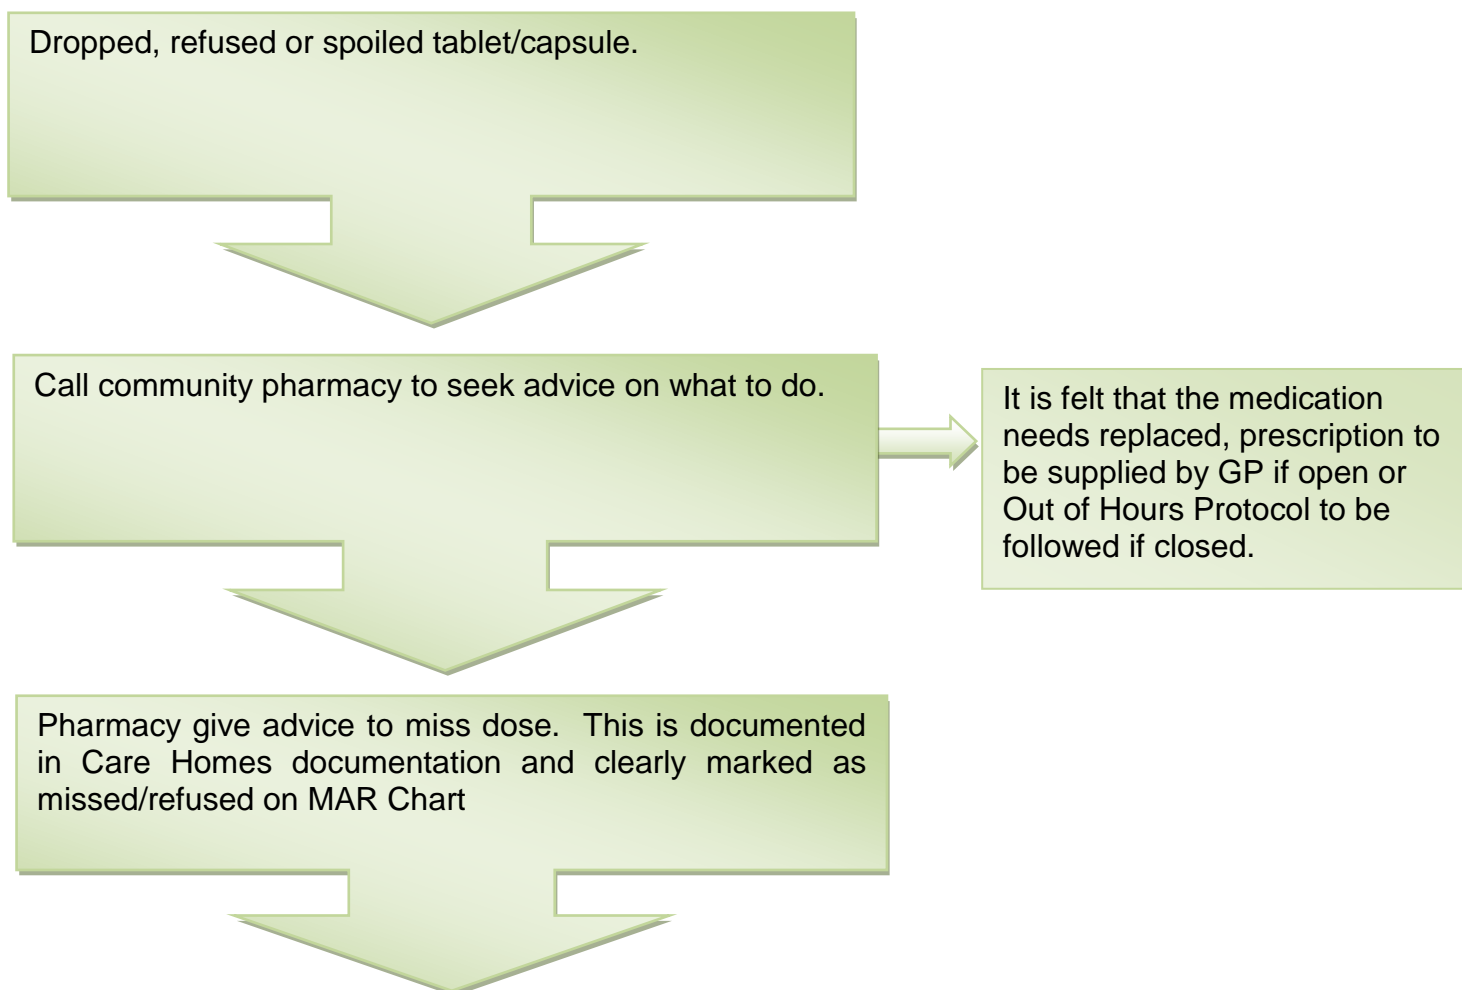 Dropped, refused or spoiled tablet/capsule.
Call community pharmacy to seek advice on what to do.
It is felt that the medication
needs replaced, prescription to
be supplied by GP if open or
Out of Hours Protocol to be
followed if closed.
Pharmacy give advice to miss dose.  This is documented
in Care Homes documentation and clearly marked as
missed/refused on MAR Chart